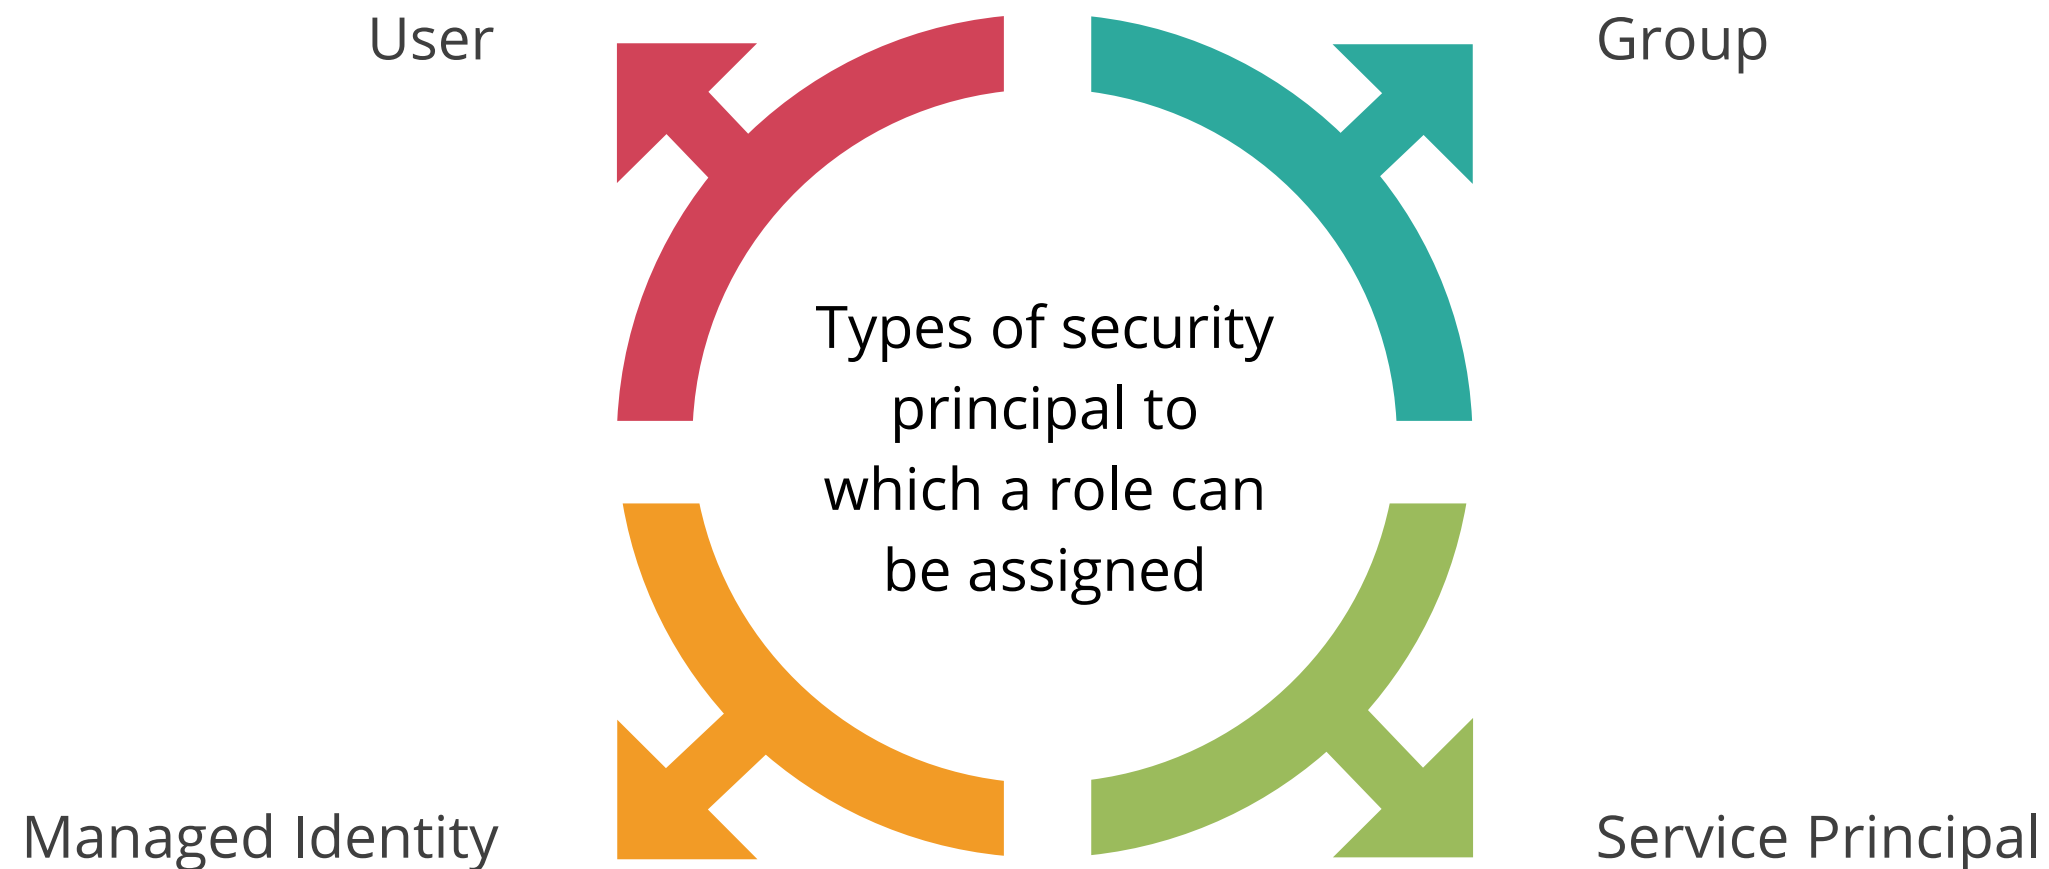 User
Group
Types of security
principal to
which a role can
be assigned
Managed Identity
Service Principal